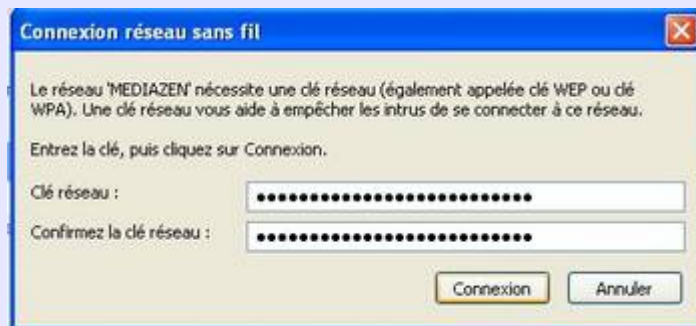 Connexion réseau sans fil
Le réseau 'MEDIAZEN' nécessite une clé réseau (également appelée clé WEP ou clé
WPA). Une clé réseau vous aide à empêcher les intrus de se connecter à ce réseau.
Entrez la clé, puis cliquez sur Connexion.
Clé réseau : ••••••••••••••••••••••••••
Confirmez la clé réseau : ••••••••••••••••••••••••••
Connexion Annuler